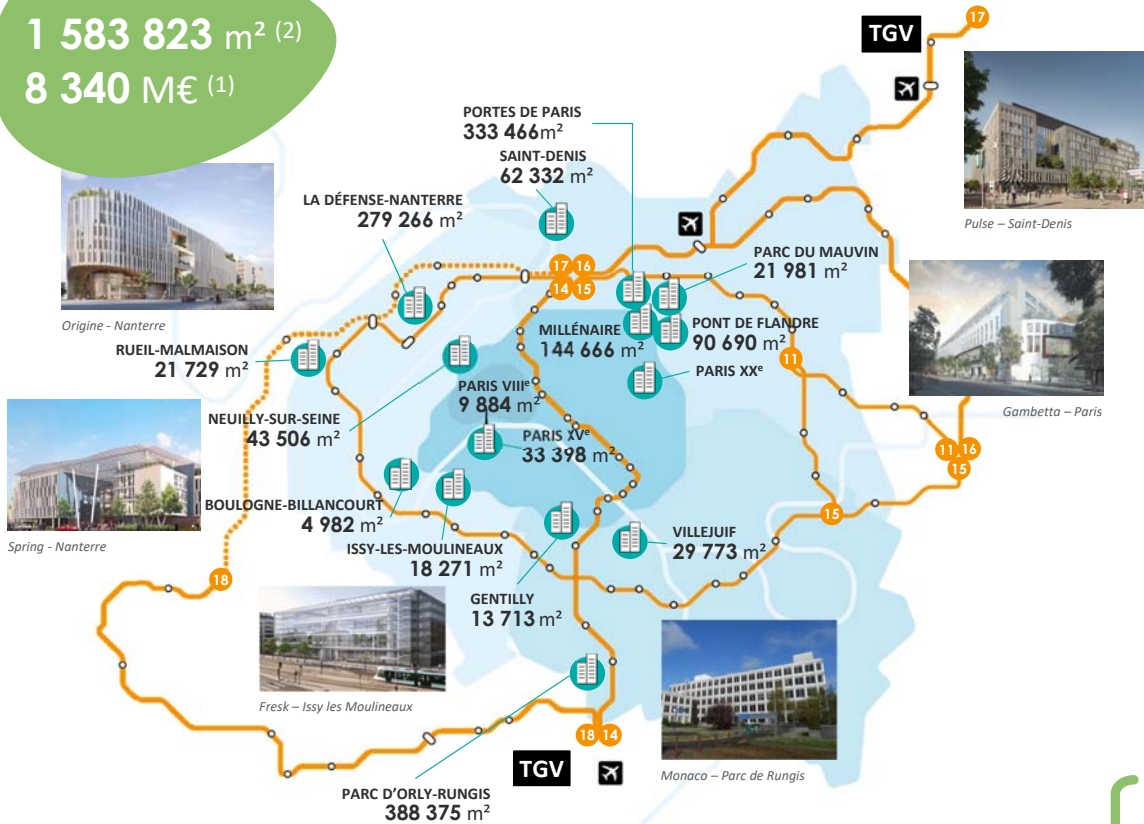 1 583 823 m² (2)
8 340 M€ (1)
17
TGV
PORTES DE PARIS
333 466m²
SAINT-DENIS
62 332 m²
LA DÉFENSE-NANTERRE
279 266 m²
Pulse – Saint-Denis
PARC DU MAUVIN
21 981 m²
17 16
14 15
Origine - Nanterre
MILLÉNAIRE
144 666 m²
PONT DE FLANDRE
90 690 m²
RUEIL-MALMAISON
21 729 m²
11
PARIS XXe
PARIS VIIIe
9 884 m²
Gambetta – Paris
NEUILLY-SUR-SEINE
43 506 m²
PARIS XVe
33 398 m²
11 16
15
BOULOGNE-BILLANCOURT
4 982 m²
15
Spring - Nanterre
ISSY-LES-MOULINEAUX
18 271 m²
VILLEJUIF
29 773 m²
18
GENTILLY
13 713 m²
Fresk – Issy les Moulineaux
18 14
TGV
Monaco – Parc de Rungis
PARC D'ORLY-RUNGIS
388 375 m²